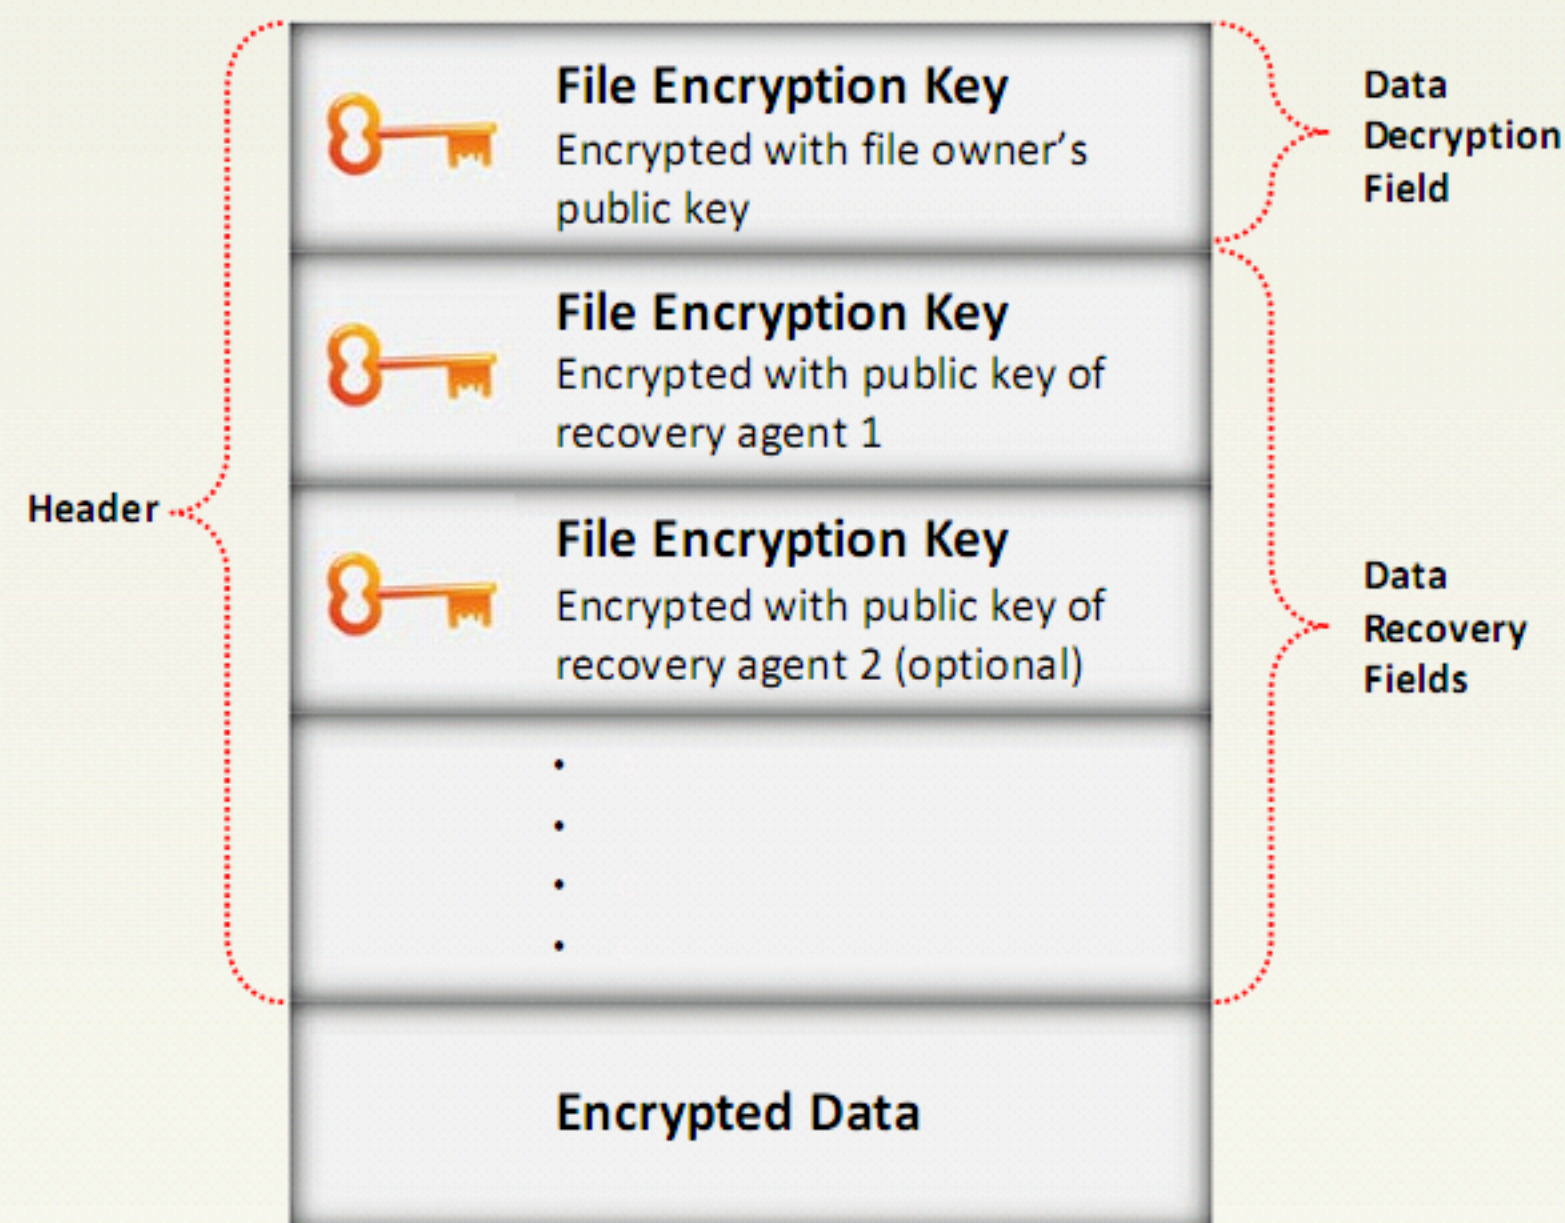 File Encryption Key
Encrypted with file owner’s
public key
Data
Decryption
Field
File Encryption Key
Encrypted with public key of
recovery agent 1
Header
File Encryption Key
Encrypted with public key of
recovery agent 2 (optional)
Data
Recovery
Fields
Encrypted Data